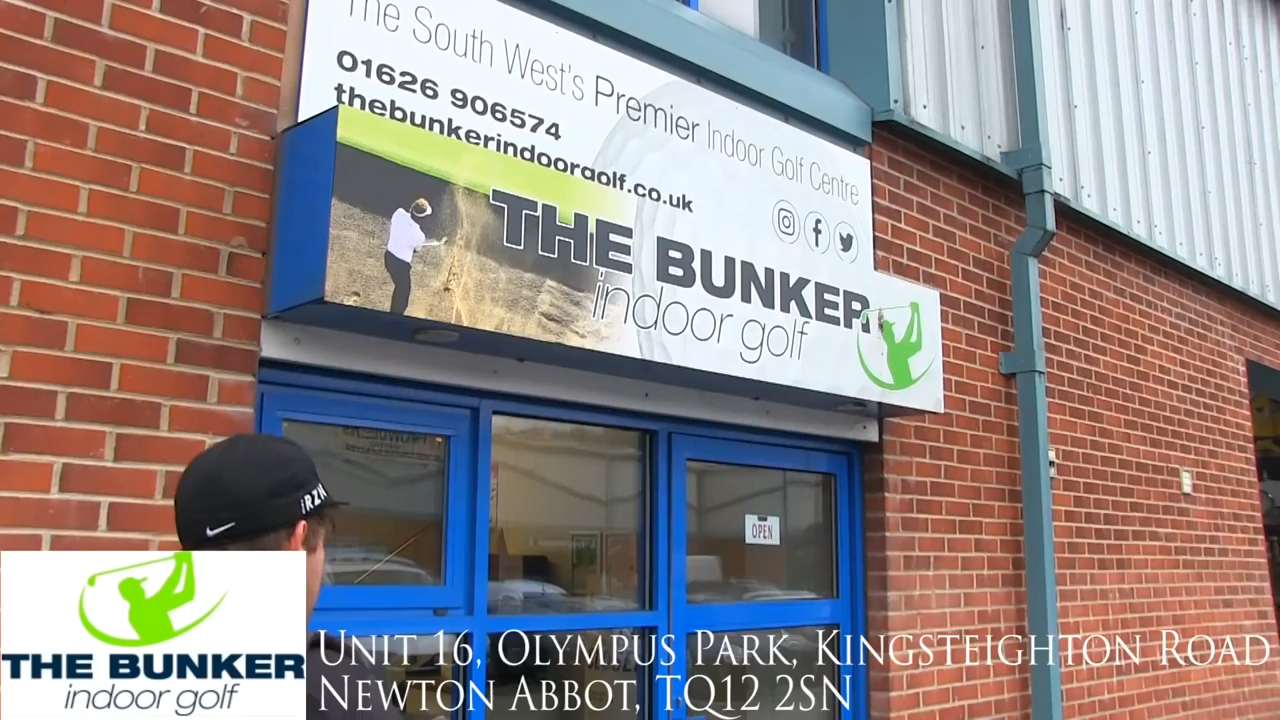 The South West's Premier Indoor Golf Centre
01626 906574
thebunkerindoorgolf.co.uk
THE BUNKER
indoor golf
OPEN
THE BUNKER
indoor golf
UNIT 16, OLYMPUS PARK, KINGSTEIGHTON ROAD
NEWTON ABBOT, TQ12 2SN